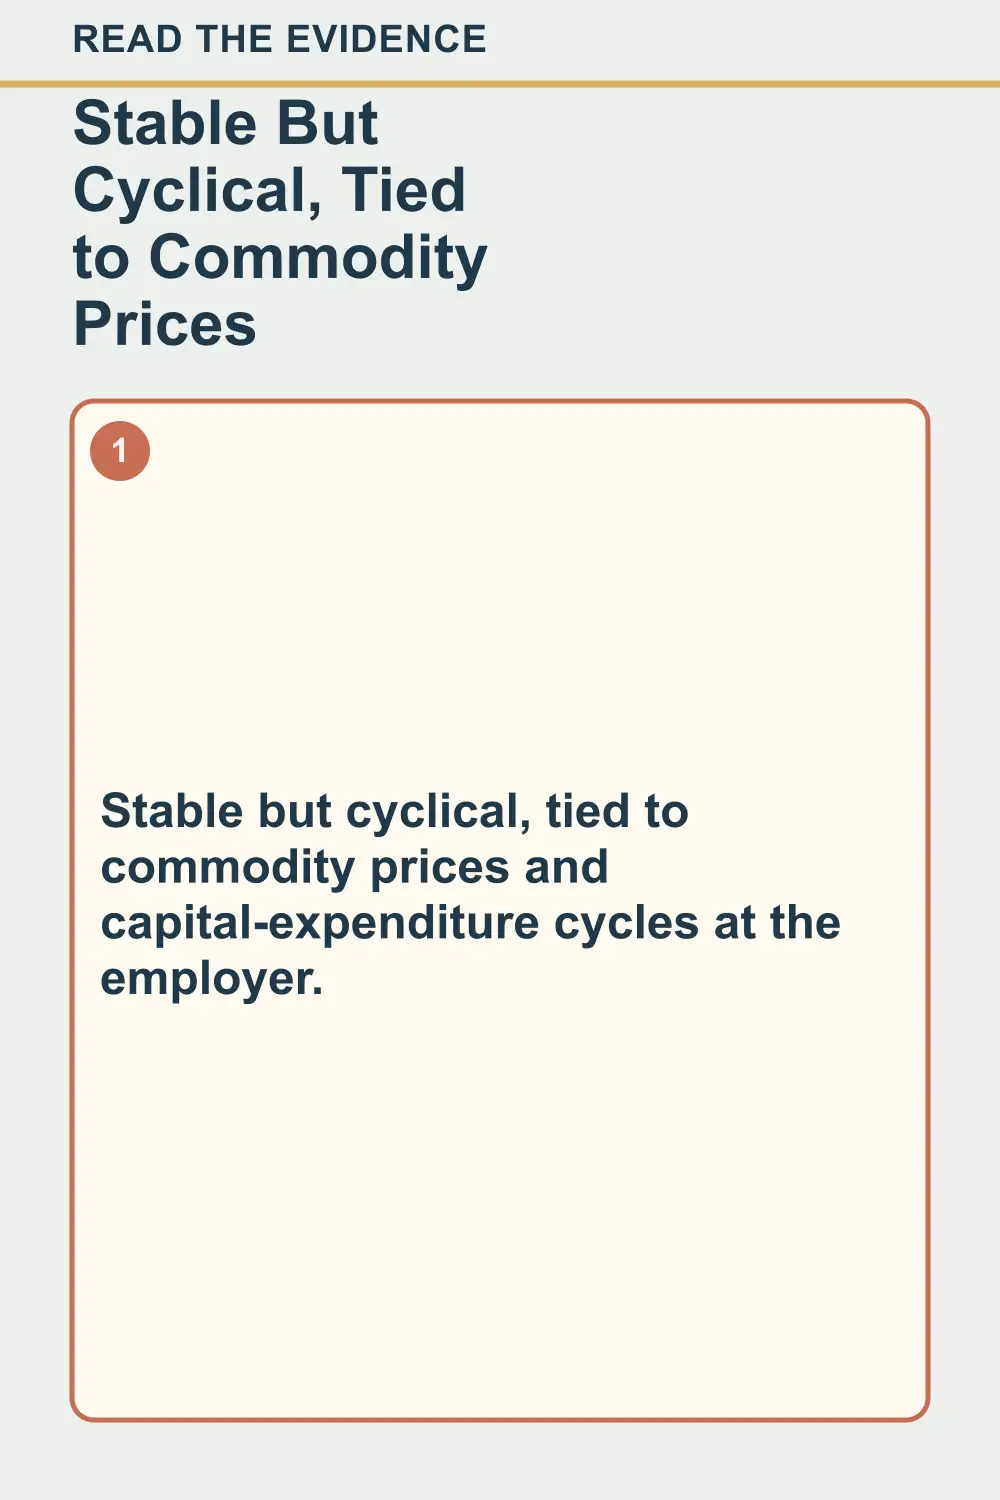 READ THE EVIDENCE
Stable But
Cyclical, Tied
to Commodity
Prices
1
Stable but cyclical, tied to
commodity prices and
capital-expenditure cycles at the
employer.